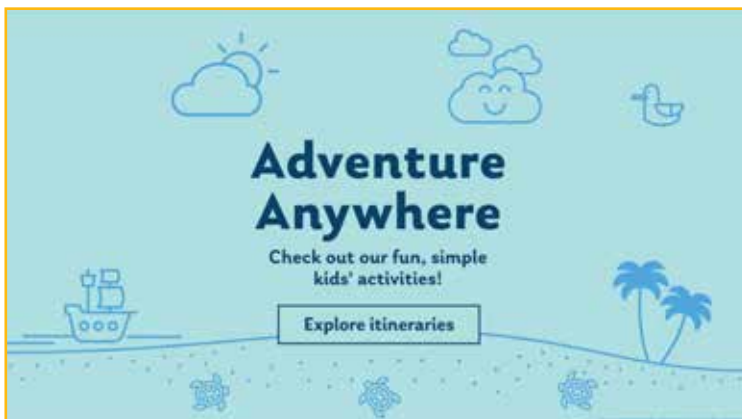 Adventure
Anywhere
Check out our fun, simple
kids' activities!
Explore itineraries